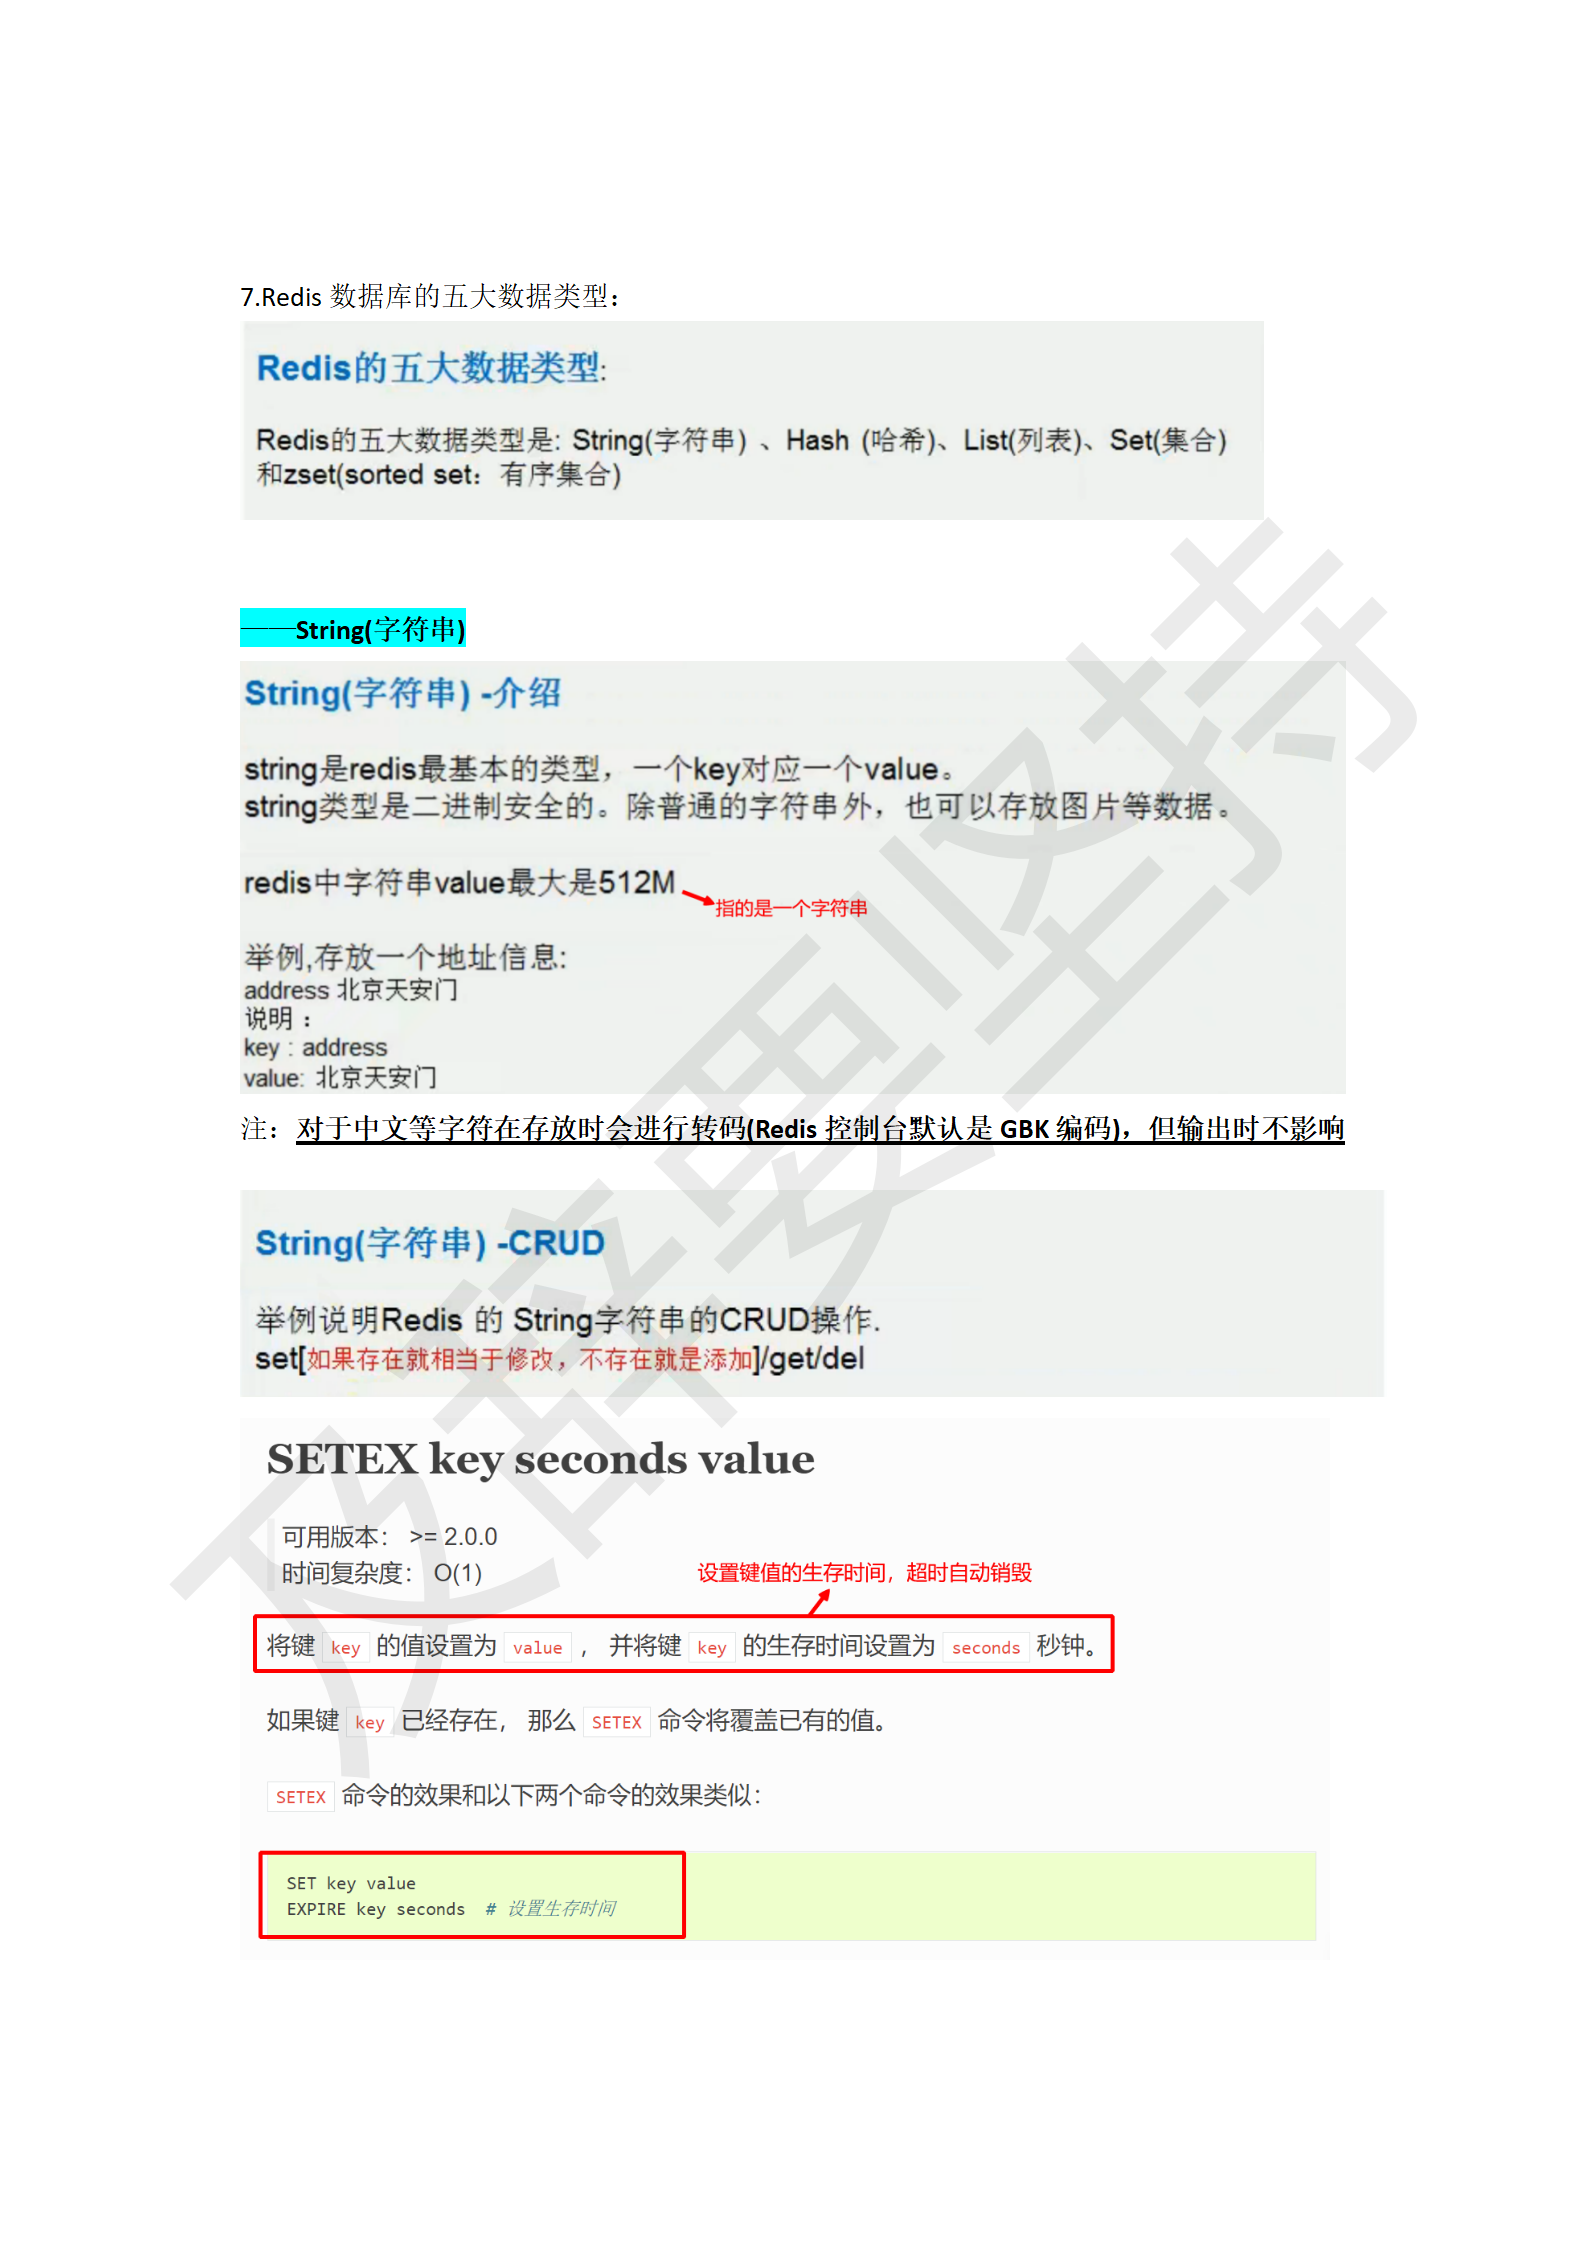 7.Redis 数据库的五大数据类型：
Redis的五大数据类型:
Redis的五大数据类型是: String(字符串) 、Hash (哈希)、List(列表)、Set(集合)
和zset(sorted set：有序集合)
——String(字符串)
String(字符串) -介绍
string是redis最基本的类型，一个key对应一个value。
string类型是二进制安全的。除普通的字符串外，也可以存放图片等数据。
redis中字符串value最大是512M
指的是一个字符串
举例,存放一个地址信息:
address 北京天安门
说明 ：
key : address
value: 北京天安门
注：对于中文等字符在存放时会进行转码(Redis 控制台默认是 GBK 编码)，但输出时不影响
String(字符串) -CRUD
举例说明Redis 的 String字符串的CRUD操作.
set[如果存在就相当于修改，不存在就是添加]/get/del
SETEX key seconds value
可用版本： >= 2.0.0
时间复杂度： O(1)
设置键值的生存时间，超时自动销毁
将键 key 的值设置为 value ， 并将键 key 的生存时间设置为 seconds 秒钟。
如果键 key 已经存在， 那么 SETEX 命令将覆盖已有的值。
SETEX 命令的效果和以下两个命令的效果类似：
SET key value
EXPIRE key seconds  # 设置生存时间
及辞要坚持